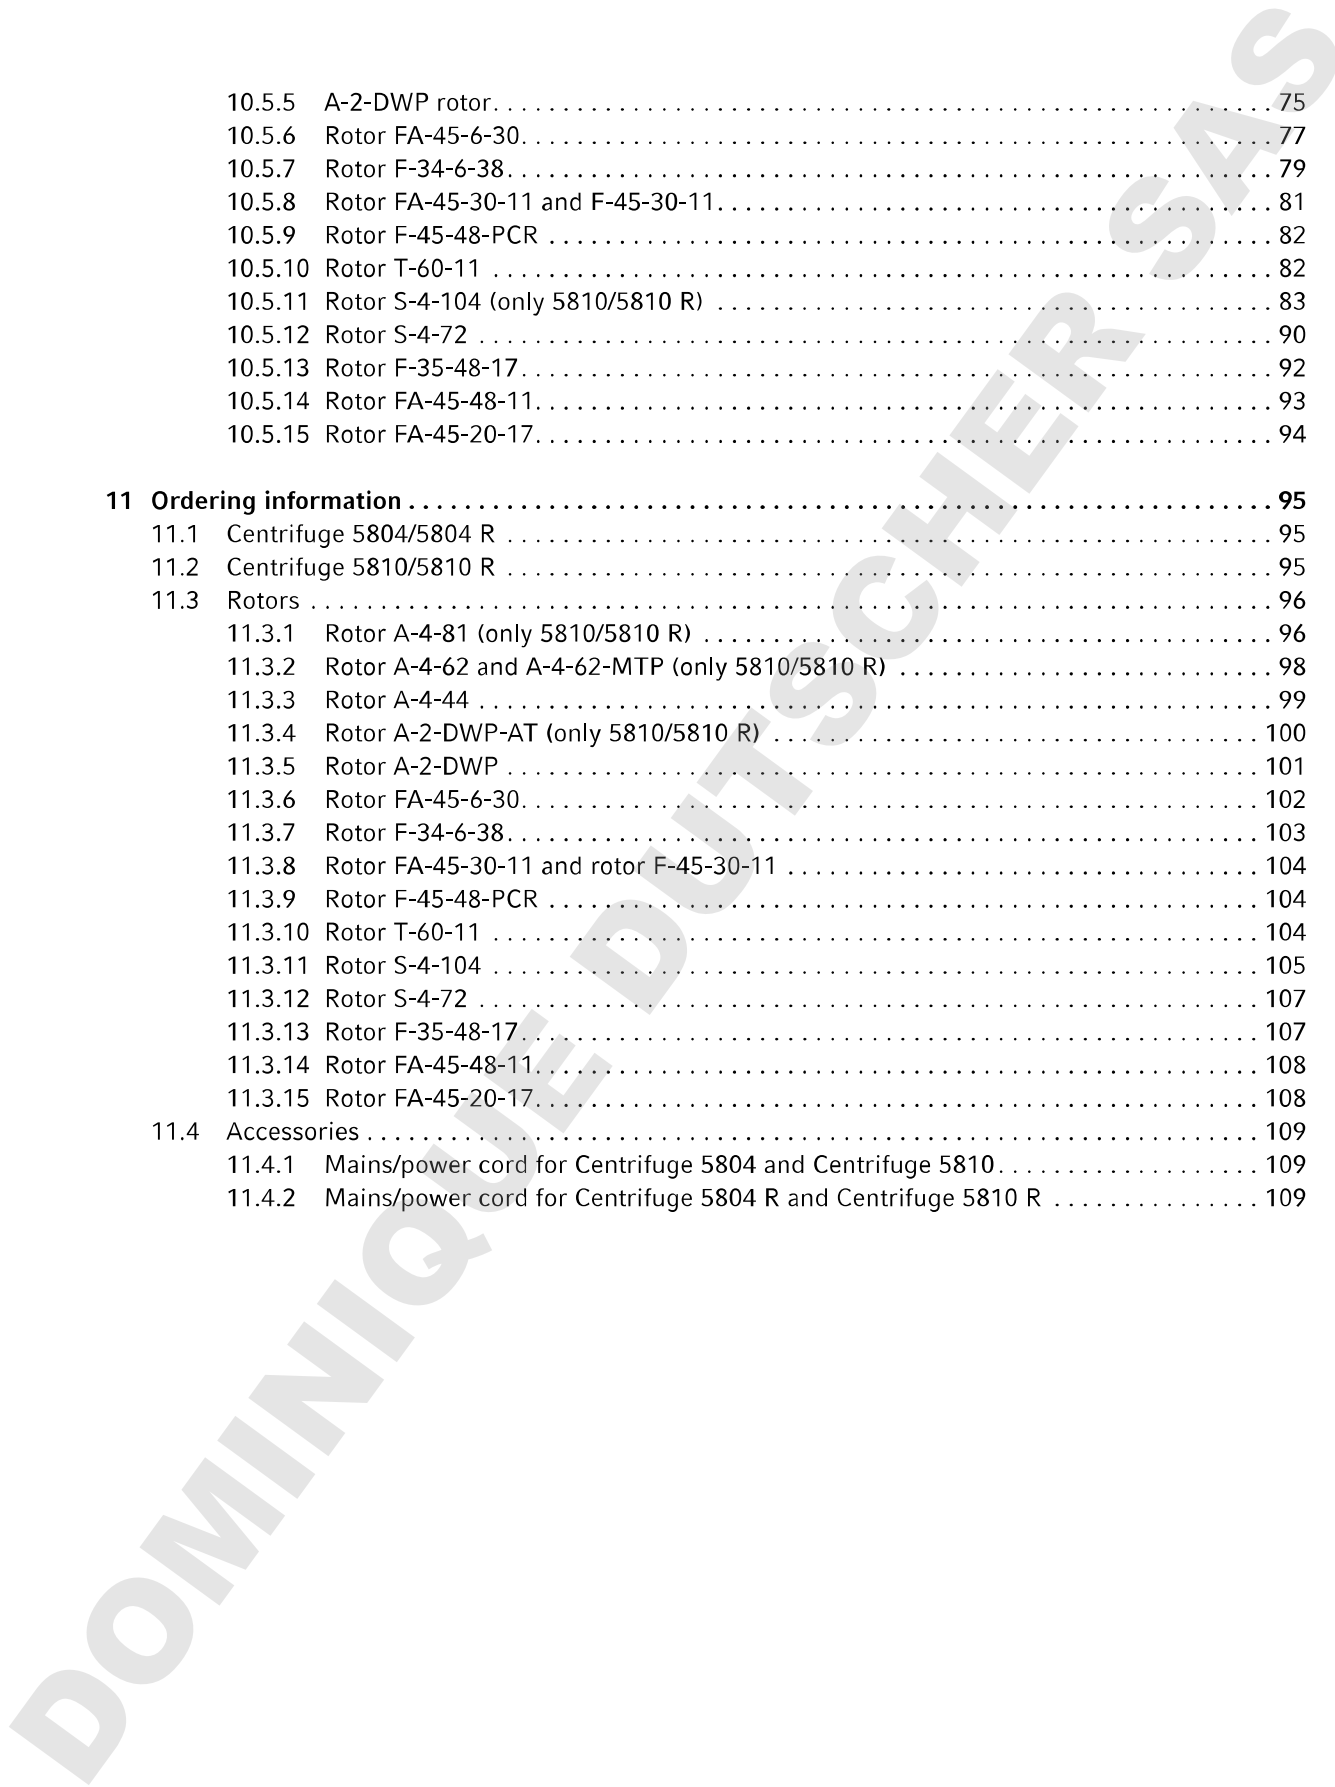 10.5.5 A-2-DWP rotor. . . . . . . . . . . . . . . . . . . . . . . . . . . . . . . . . . . . . . . . . . . . . . . . . . . . . . . . 75
10.5.6 Rotor FA-45-6-30. . . . . . . . . . . . . . . . . . . . . . . . . . . . . . . . . . . . . . . . . . . . . . . . . . . . . . 77
10.5.7 Rotor F-34-6-38. . . . . . . . . . . . . . . . . . . . . . . . . . . . . . . . . . . . . . . . . . . . . . . . . . . . . . . 79
10.5.8 Rotor FA-45-30-11 and F-45-30-11. . . . . . . . . . . . . . . . . . . . . . . . . . . . . . . . . . . . . . . . 81
10.5.9 Rotor F-45-48-PCR . . . . . . . . . . . . . . . . . . . . . . . . . . . . . . . . . . . . . . . . . . . . . . . . . . . . 82
10.5.10 Rotor T-60-11 . . . . . . . . . . . . . . . . . . . . . . . . . . . . . . . . . . . . . . . . . . . . . . . . . . . . . . . . 82
10.5.11 Rotor S-4-104 (only 5810/5810 R) . . . . . . . . . . . . . . . . . . . . . . . . . . . . . . . . . . . . . . . . 83
10.5.12 Rotor S-4-72 . . . . . . . . . . . . . . . . . . . . . . . . . . . . . . . . . . . . . . . . . . . . . . . . . . . . . . . . . 90
10.5.13 Rotor F-35-48-17. . . . . . . . . . . . . . . . . . . . . . . . . . . . . . . . . . . . . . . . . . . . . . . . . . . . . . 92
10.5.14 Rotor FA-45-48-11. . . . . . . . . . . . . . . . . . . . . . . . . . . . . . . . . . . . . . . . . . . . . . . . . . . . . 93
10.5.15 Rotor FA-45-20-17. . . . . . . . . . . . . . . . . . . . . . . . . . . . . . . . . . . . . . . . . . . . . . . . . . . . . 94
11 Ordering information . . . . . . . . . . . . . . . . . . . . . . . . . . . . . . . . . . . . . . . . . . . . . . . . . . . . . . . . . . . . . . 95
11.1 Centrifuge 5804/5804 R . . . . . . . . . . . . . . . . . . . . . . . . . . . . . . . . . . . . . . . . . . . . . . . . . . . . . . . 95
11.2 Centrifuge 5810/5810 R . . . . . . . . . . . . . . . . . . . . . . . . . . . . . . . . . . . . . . . . . . . . . . . . . . . . . . . 95
11.3 Rotors . . . . . . . . . . . . . . . . . . . . . . . . . . . . . . . . . . . . . . . . . . . . . . . . . . . . . . . . . . . . . . . . . . . . . 96
11.3.1 Rotor A-4-81 (only 5810/5810 R) . . . . . . . . . . . . . . . . . . . . . . . . . . . . . . . . . . . . . . . . . 96
11.3.2 Rotor A-4-62 and A-4-62-MTP (only 5810/5810 R) . . . . . . . . . . . . . . . . . . . . . . . . . . . 98
11.3.3 Rotor A-4-44 . . . . . . . . . . . . . . . . . . . . . . . . . . . . . . . . . . . . . . . . . . . . . . . . . . . . . . . . . 99
11.3.4 Rotor A-2-DWP-AT (only 5810/5810 R) . . . . . . . . . . . . . . . . . . . . . . . . . . . . . . . . . . . 100
11.3.5 Rotor A-2-DWP . . . . . . . . . . . . . . . . . . . . . . . . . . . . . . . . . . . . . . . . . . . . . . . . . . . . . . 101
11.3.6 Rotor FA-45-6-30. . . . . . . . . . . . . . . . . . . . . . . . . . . . . . . . . . . . . . . . . . . . . . . . . . . . . 102
11.3.7 Rotor F-34-6-38. . . . . . . . . . . . . . . . . . . . . . . . . . . . . . . . . . . . . . . . . . . . . . . . . . . . . . 103
11.3.8 Rotor FA-45-30-11 and rotor F-45-30-11 . . . . . . . . . . . . . . . . . . . . . . . . . . . . . . . . . . 104
11.3.9 Rotor F-45-48-PCR . . . . . . . . . . . . . . . . . . . . . . . . . . . . . . . . . . . . . . . . . . . . . . . . . . . 104
11.3.10 Rotor T-60-11 . . . . . . . . . . . . . . . . . . . . . . . . . . . . . . . . . . . . . . . . . . . . . . . . . . . . . . . 104
11.3.11 Rotor S-4-104 . . . . . . . . . . . . . . . . . . . . . . . . . . . . . . . . . . . . . . . . . . . . . . . . . . . . . . . 105
11.3.12 Rotor S-4-72 . . . . . . . . . . . . . . . . . . . . . . . . . . . . . . . . . . . . . . . . . . . . . . . . . . . . . . . . 107
11.3.13 Rotor F-35-48-17. . . . . . . . . . . . . . . . . . . . . . . . . . . . . . . . . . . . . . . . . . . . . . . . . . . . . 107
11.3.14 Rotor FA-45-48-11. . . . . . . . . . . . . . . . . . . . . . . . . . . . . . . . . . . . . . . . . . . . . . . . . . . . 108
11.3.15 Rotor FA-45-20-17. . . . . . . . . . . . . . . . . . . . . . . . . . . . . . . . . . . . . . . . . . . . . . . . . . . . 108
11.4 Accessories . . . . . . . . . . . . . . . . . . . . . . . . . . . . . . . . . . . . . . . . . . . . . . . . . . . . . . . . . . . . . . . . 109
11.4.1 Mains/power cord for Centrifuge 5804 and Centrifuge 5810. . . . . . . . . . . . . . . . . . . 109
11.4.2 Mains/power cord for Centrifuge 5804 R and Centrifuge 5810 R . . . . . . . . . . . . . . . 109
DOMINIQUE DUTSCHER SAS